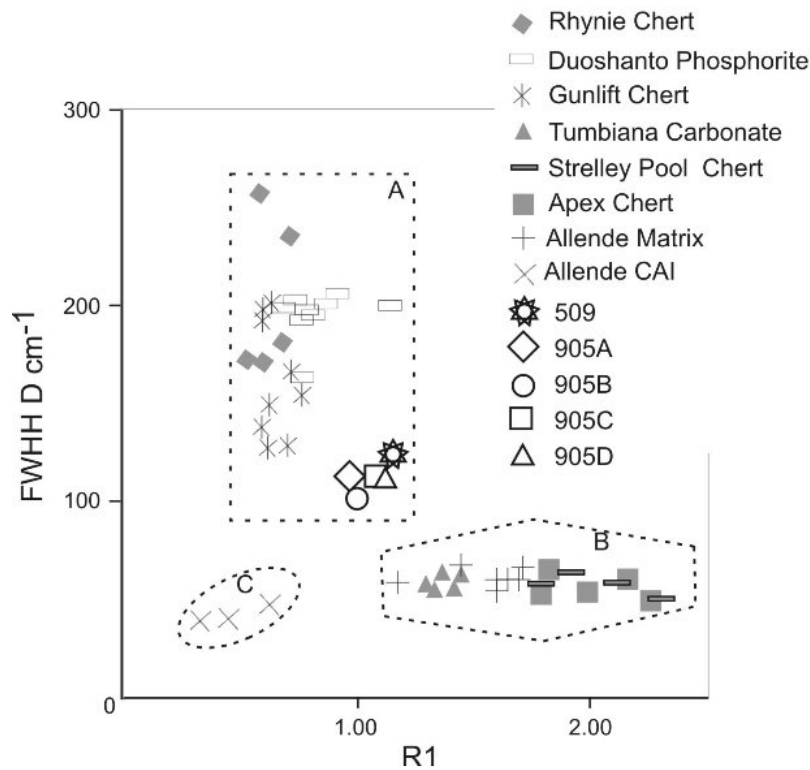 Rhynie Chert
Duoshanto Phosphorite
Gunlift Chert
Tumbiana Carbonate
Strelley Pool Chert
Apex Chert
Allende Matrix
Allende CAI
509
905A
905B
905C
905D
300
200
100
0
FWHH D cm-1
A
B
C
1.00
2.00
R1